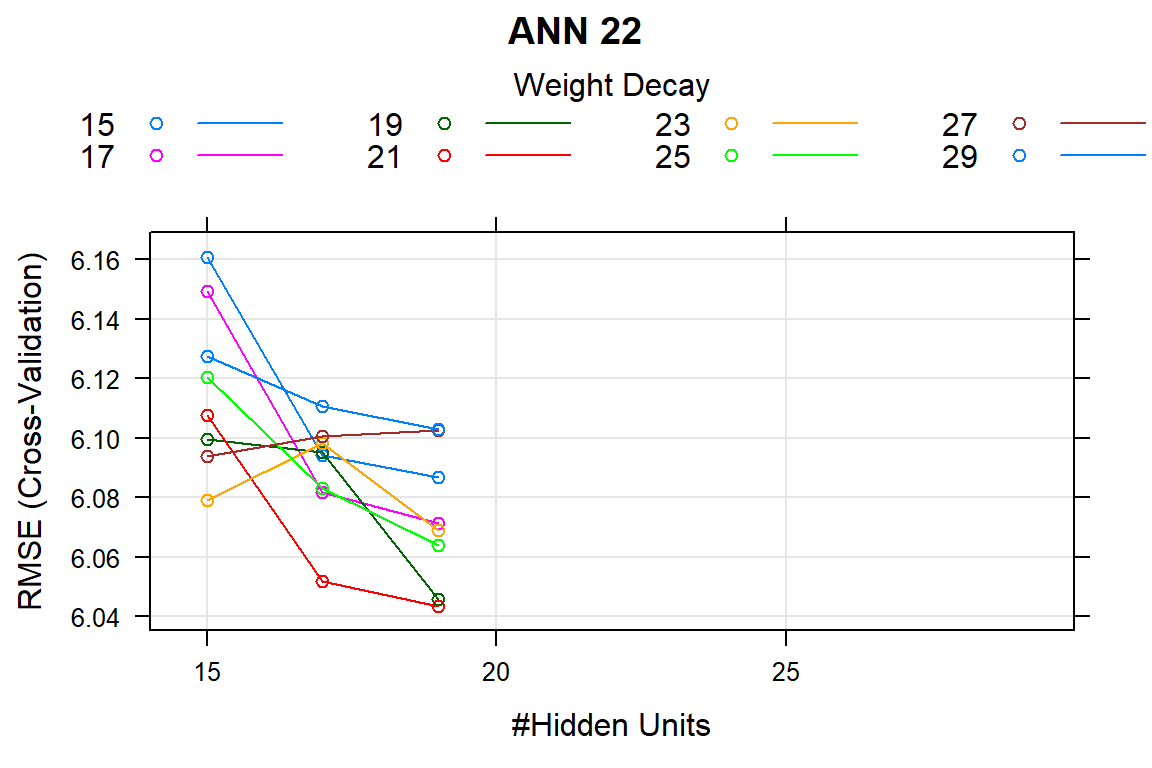 ANN 22
Weight Decay
15 19 23 27
17 21 25 29
RMSE (Cross-Validation)
6.16
6.14
6.12
6.10
6.08
6.06
6.04
15 20 25
#Hidden Units